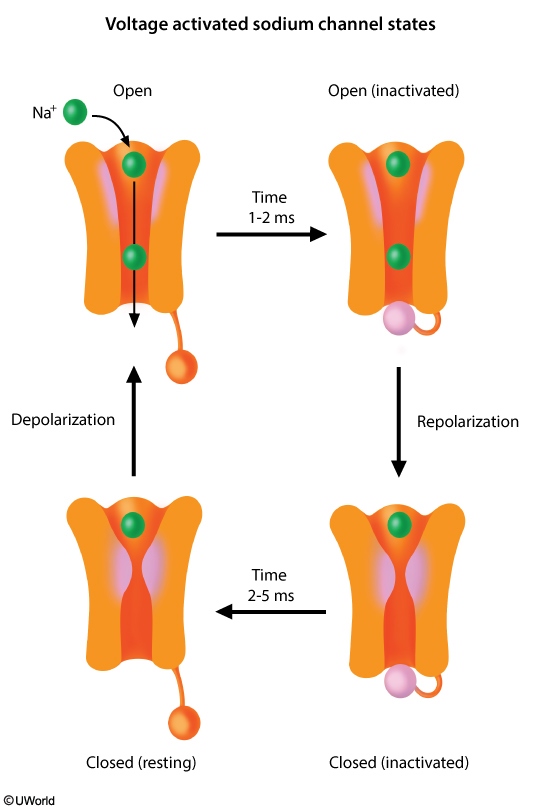 Voltage activated sodium channel states
Open
Open (inactivated)
Na+
Time
1-2 ms
Depolarization
Repolarization
Time
2-5 ms
Closed (resting)
Closed (inactivated)
©UWorld